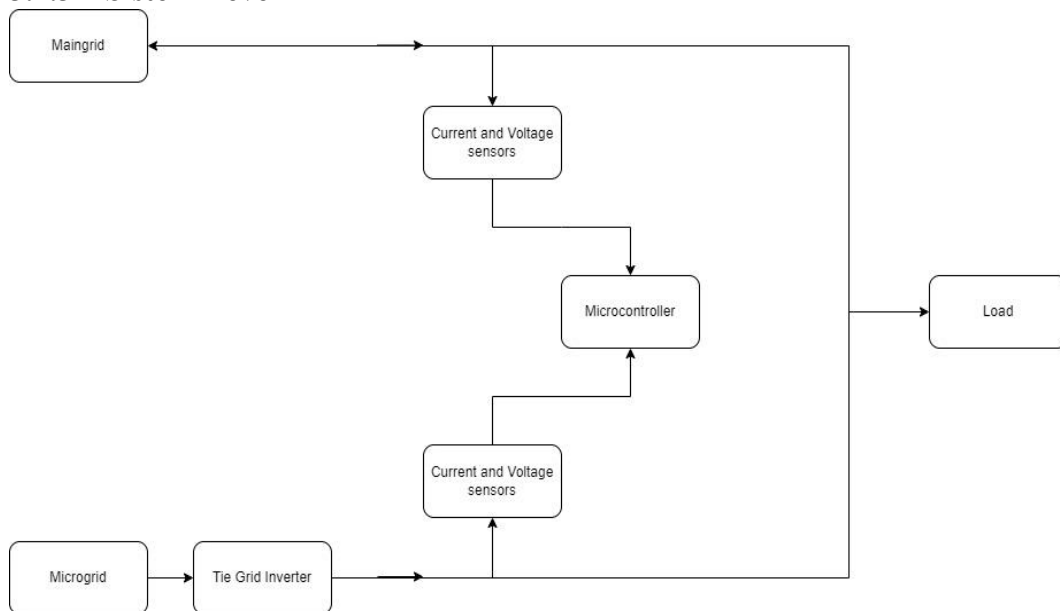 Maingrid
Current and Voltage
sensors
Microcontroller
Load
Current and Voltage
sensors
Microgrid
Tie Grid Inverter